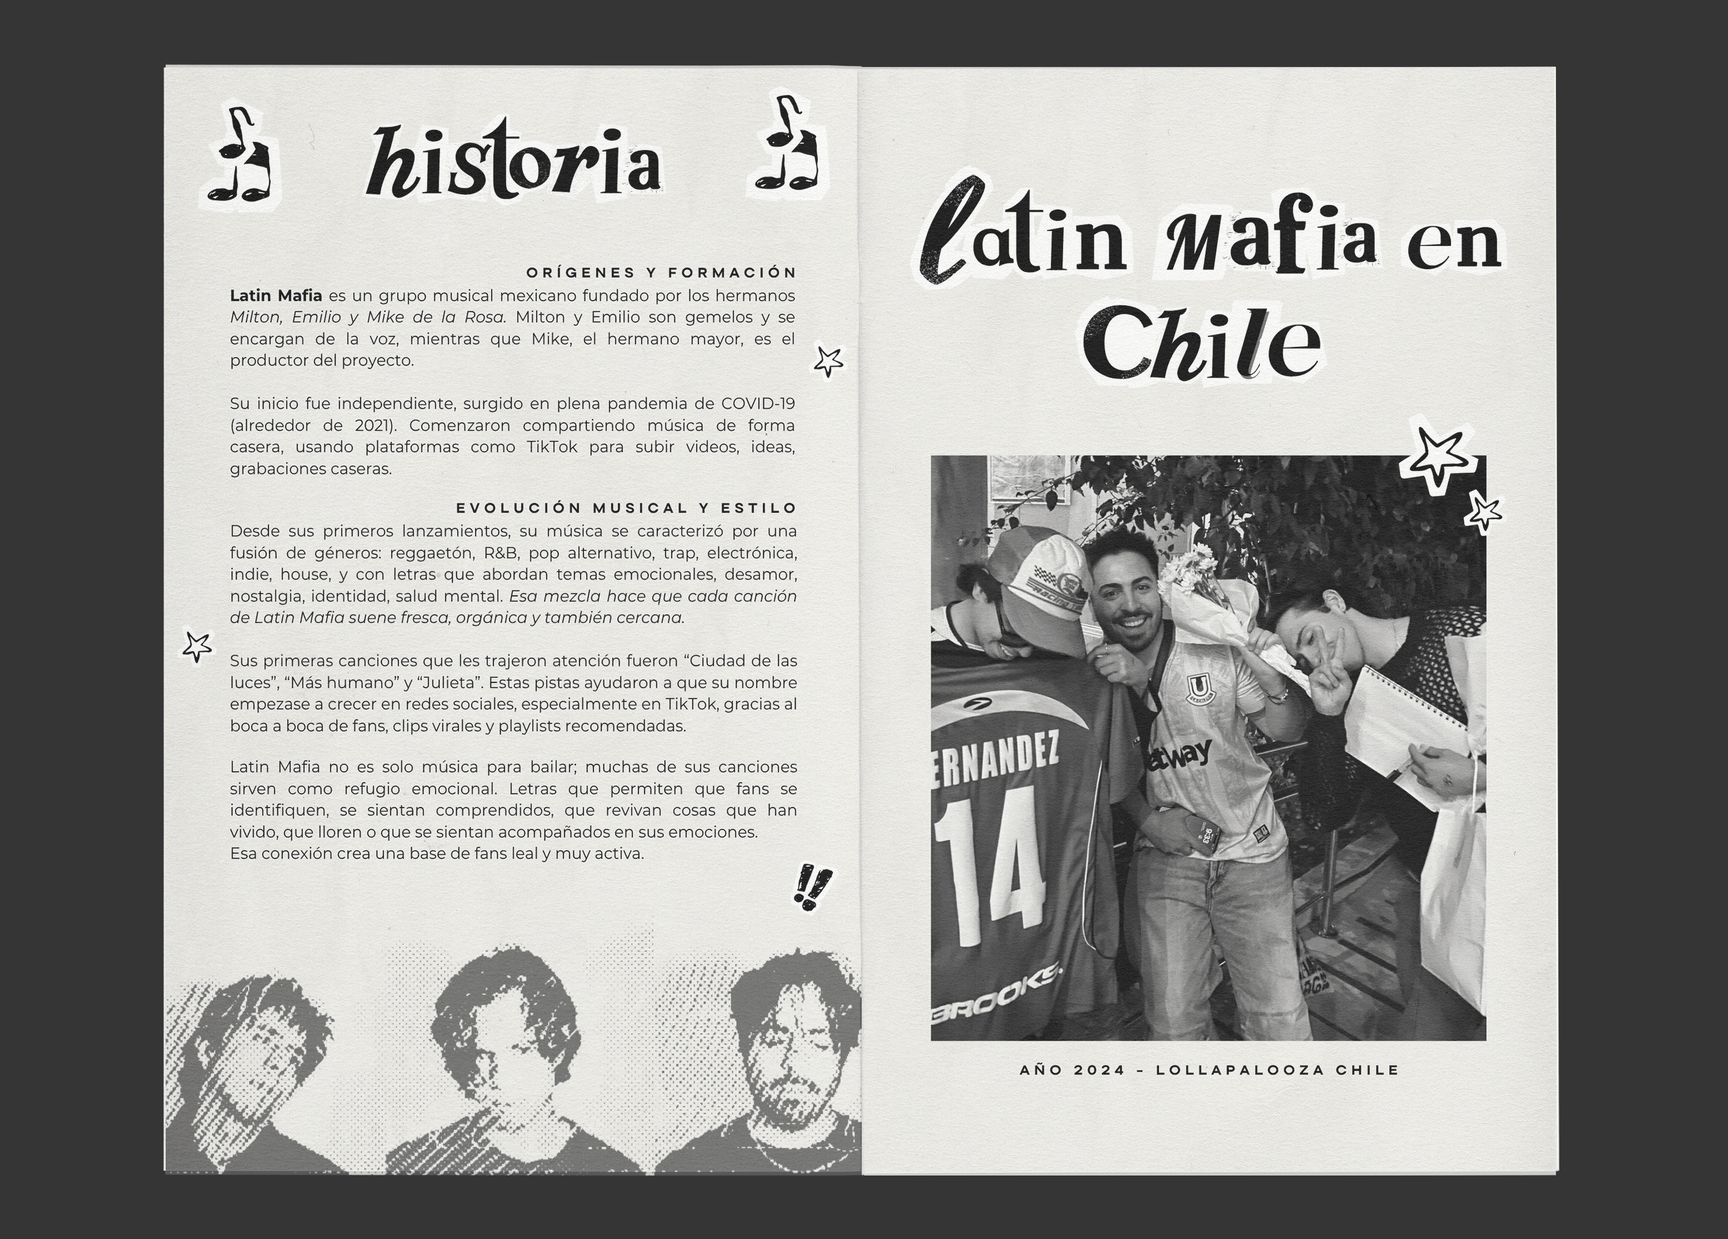 historia
ORÍGENES Y FORMACIÓN
Latin Mafia es un grupo musical mexicano fundado por los hermanos
Milton, Emilio y Mike de la Rosa. Milton y Emilio son gemelos y se
encargan de la voz, mientras que Mike, el hermano mayor, es el
productor del proyecto.
Su inicio fue independiente, surgido en plena pandemia de COVID-19
(alrededor de 2021). Comenzaron compartiendo música de forma
casera, usando plataformas como TikTok para subir videos, ideas,
grabaciones caseras.
EVOLUCIÓN MUSICAL Y ESTILO
Desde sus primeros lanzamientos, su música se caracterizó por una
fusión de géneros: reggaetón, R&B, pop alternativo, trap, electrónica,
indie, house, y con letras que abordan temas emocionales, desamor,
nostalgia, identidad, salud mental. Esa mezcla hace que cada canción
de Latin Mafia suene fresca, orgánica y también cercana.
Sus primeras canciones que les trajeron atención fueron “Ciudad de las
luces”, “Más humano” y “Julieta”. Estas pistas ayudaron a que su nombre
empezase a crecer en redes sociales, especialmente en TikTok, gracias al
boca a boca de fans, clips virales y playlists recomendadas.
Latin Mafia no es solo música para bailar; muchas de sus canciones
sirven como refugio emocional. Letras que permiten que fans se
identifiquen, se sientan comprendidos, que revivan cosas que han
vivido, que lloren o que se sientan acompañados en sus emociones.
Esa conexión crea una base de fans leal y muy activa.
!!
latin Mafia en
Chile
RACING
U
ERNANDEZ
14
BROOKS.
etway
AÑO 2024 - LOLLAPALOOZA CHILE